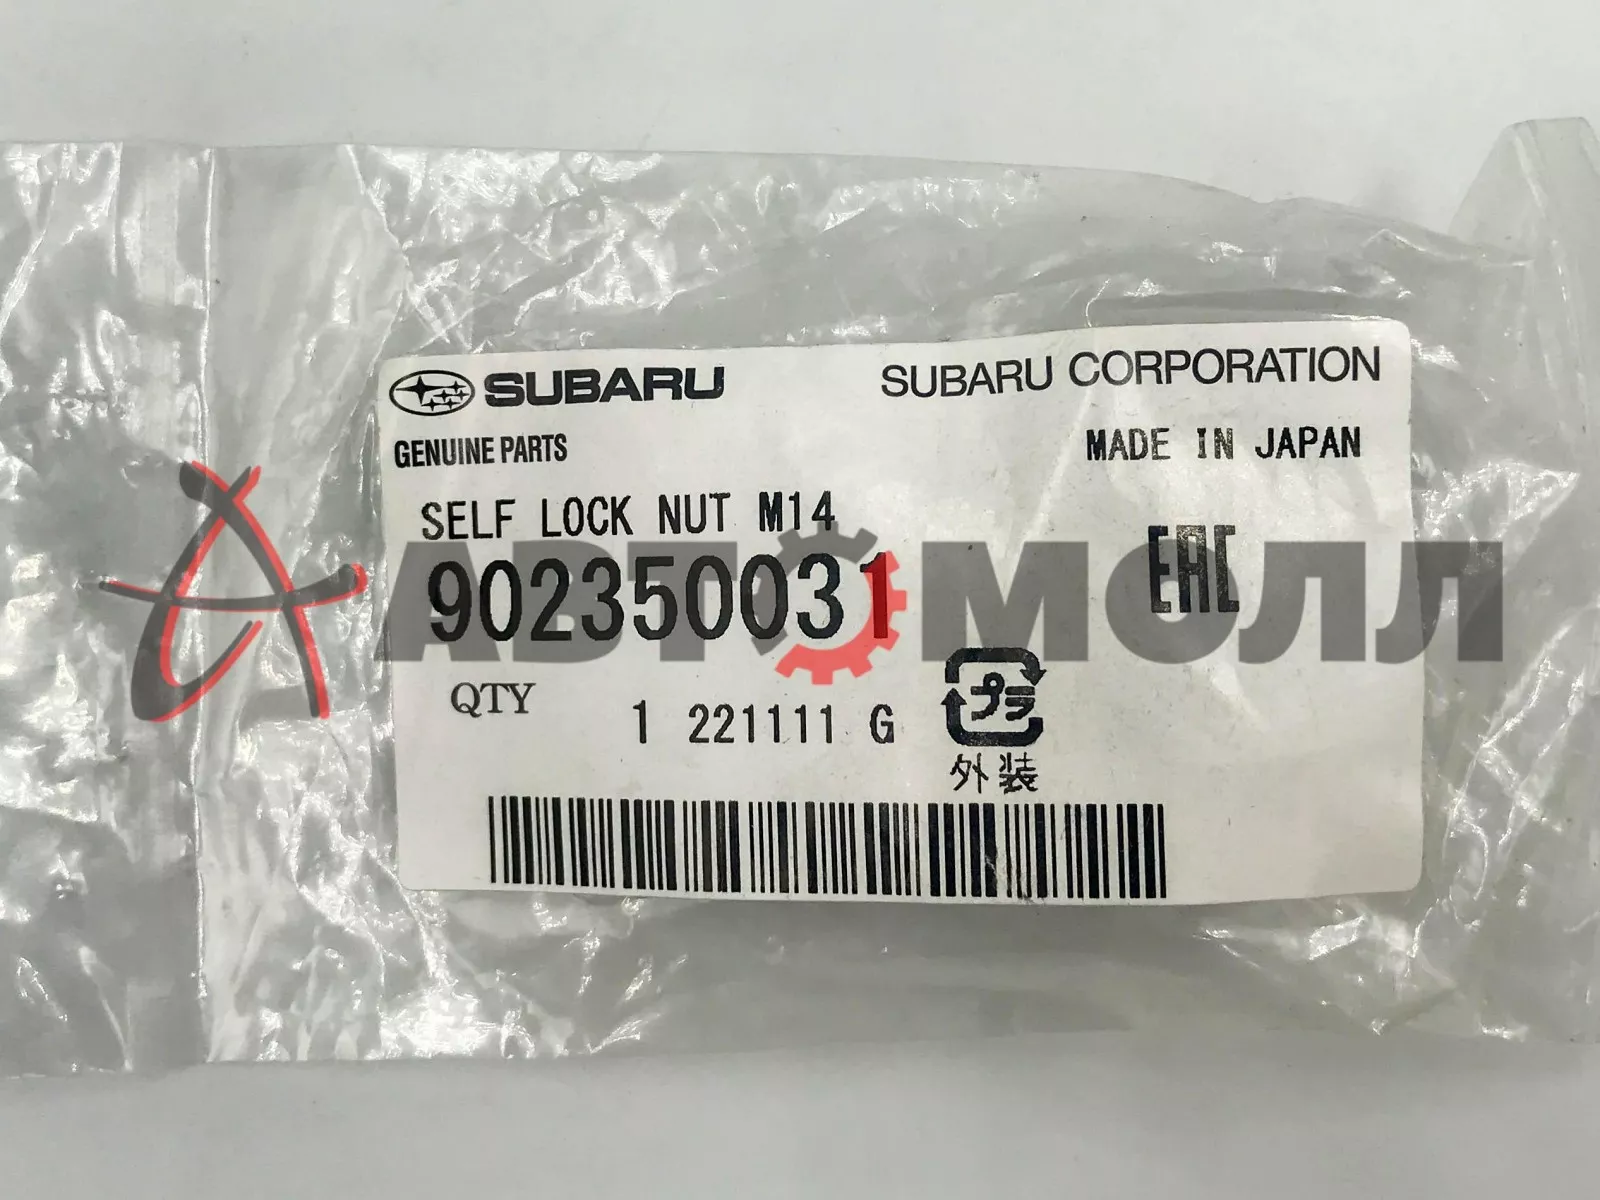 SUBARU
SUBARU CORPORATION
GENUINE PARTS
MADE IN JAPAN
SELF LOCK NUT M14
EAC
902350031
АВТОМОЛЛ
QTY 1 221111 G
プラ
外装